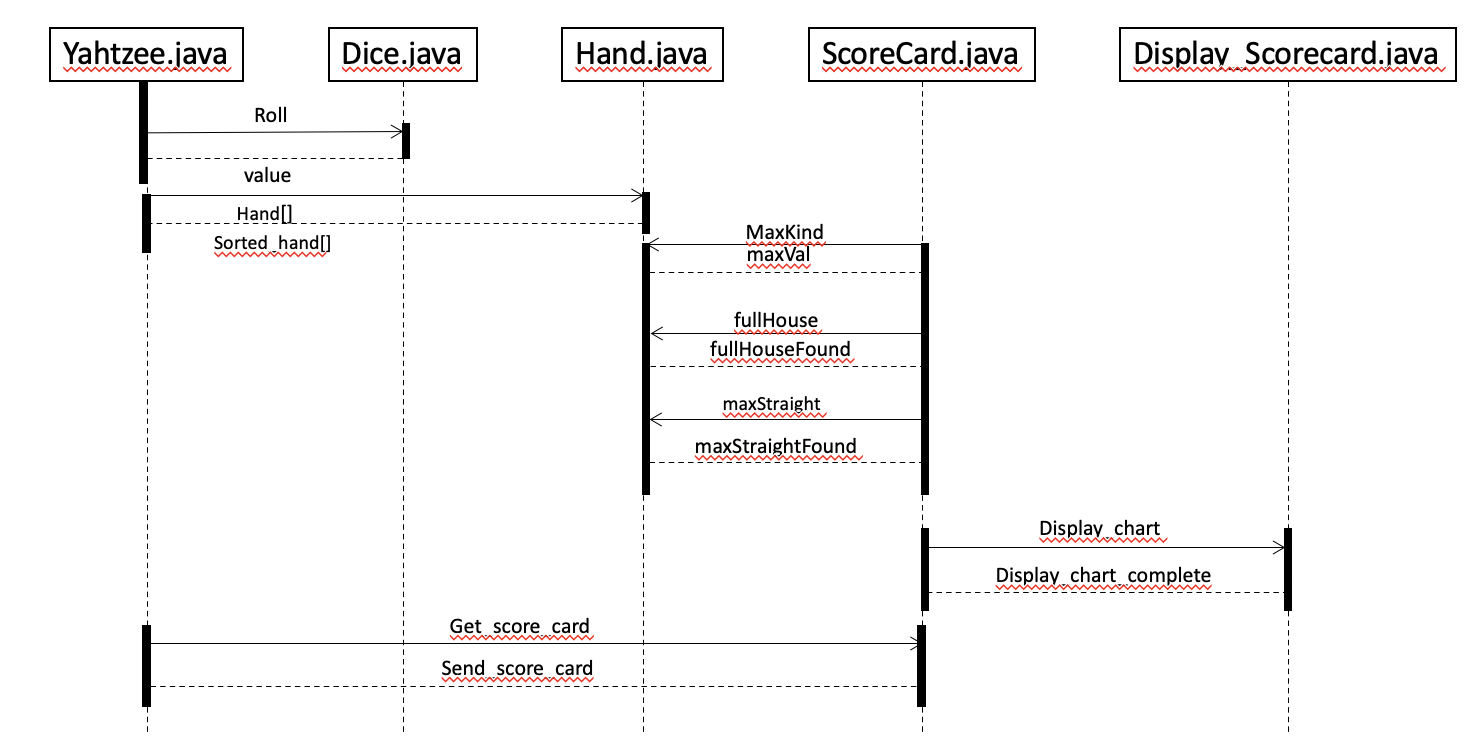 Yahtzee.java
Dice.java
Hand.java
ScoreCard.java
Display_Scorecard.java
Roll
value
Hand[]
Sorted_hand[]
MaxKind
maxVal
fullHouse
fullHouseFound
maxStraight
maxStraightFound
Display_chart
Display_chart_complete
Get_score_card
Send_score_card